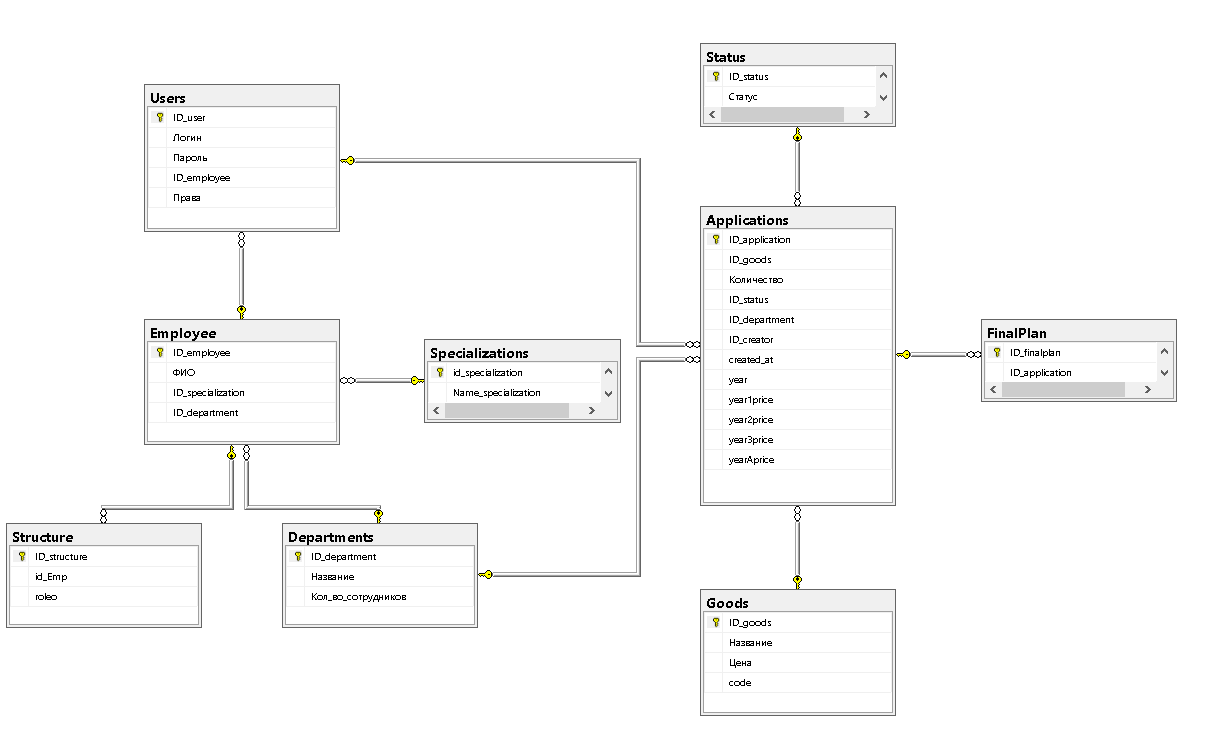 Status
ID_status
Статус
Users
ID_user
Логин
Пароль
ID_employee
Права
Applications
ID_application
ID_goods
Количество
ID_status
ID_department
ID_creator
created_at
year
year1price
year2price
year3price
yearAprice
Employee
ID_employee
ФИО
ID_specialization
ID_department
Specializations
id_specialization
Name_specialization
FinalPlan
ID_finalplan
ID_application
Structure
ID_structure
id_Emp
roleo
Departments
ID_department
Название
Кол_во_сотрудников
Goods
ID_goods
Название
Цена
code